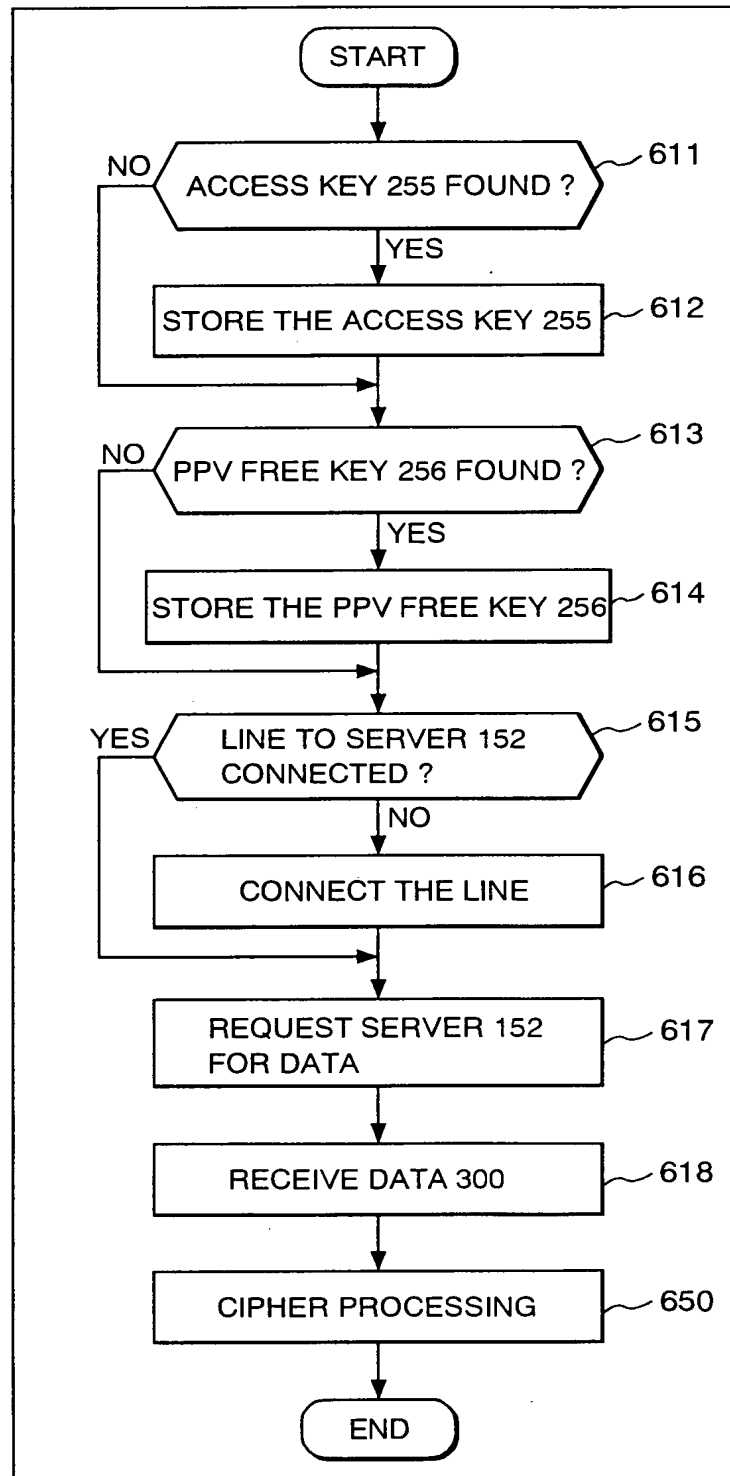 START
NO
611
ACCESS KEY 255 FOUND ?
YES
STORE THE ACCESS KEY 255
612
613
NO
PPV FREE KEY 256 FOUND ?
YES
STORE THE PPV FREE KEY 256
614
615
YES
LINE TO SERVER 152
CONNECTED ?
NO
CONNECT THE LINE
616
REQUEST SERVER 152
FOR DATA
617
RECEIVE DATA 300
618
CIPHER PROCESSING
650
END